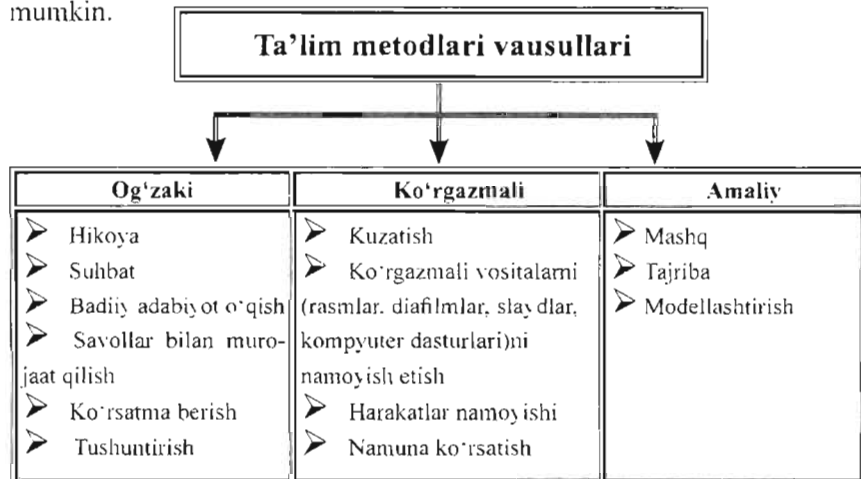 mumkin.
Ta’lim metodlari vausullari
Og‘zaki
Hikoya
Suhbat
Badiiy adabiyot o‘qish
Savollar bilan muro-
jaat qilish
Ko‘rsatma berish
Tushuntirish
Ko‘rgazmali
Kuzatish
Ko‘rgazmali vositalarni
(rasmlar. diafilmlar, slaydlar,
kompyuter dasturlari)ni
namoyish etish
Harakatlar namoyishi
Namuna ko‘rsatish
Amaliy
Mashq
Tajriba
Modellashtirish